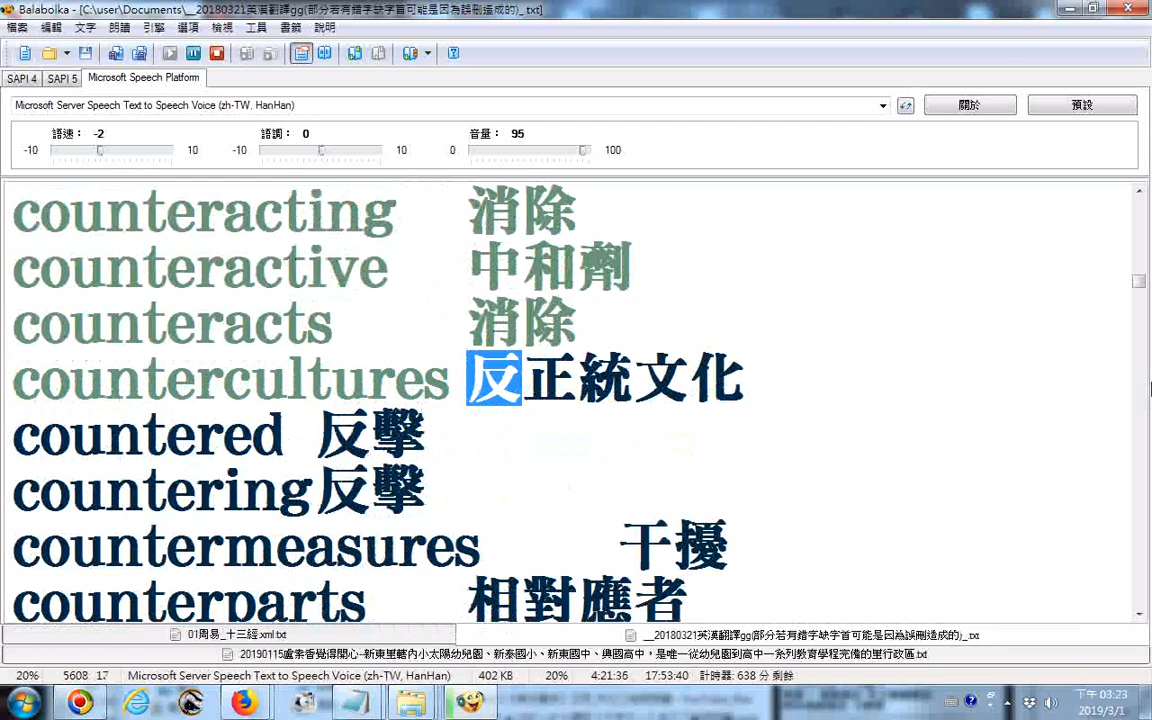 Balabolka - [C:\user\Documents\__20180321英漢翻譯gg(部分若有錯字缺字首可能是因為誤刪造成的)_.txt]
檔案 編輯 文字 朗讀 引擎 選項 檢視 工具 書籤 說明
SAPI 4 SAPI 5 Microsoft Speech Platform
Microsoft Server Speech Text to Speech Voice (zh-TW, HanHan) 關於 預設
語速： -2 語調： 0 音量： 95
-10 10 -10 10 0 100
counteracting 消除
counteractive 中和劑
counteracts 消除
countercultures 反正統文化
countered 反擊
countering 反擊
countermeasures 干擾
counterparts 相對應者
01周易_十三經.xml.txt __20180321英漢翻譯gg(部分若有錯字缺字首可能是因為誤刪造成的)_.txt
20190115盧素香覺得開心--新東里轄內小太陽幼兒園、新泰國小、新東國中、興國高中，是唯一從幼兒園到高中一系列教育學程完備的里行政區.txt
20% 5608 17 Microsoft Server Speech Text to Speech Voice (zh-TW, HanHan) 402 KB 20% 4:21:36 17:53:40 計時器: 638 分 剩餘
下午 03:23
2019/3/1